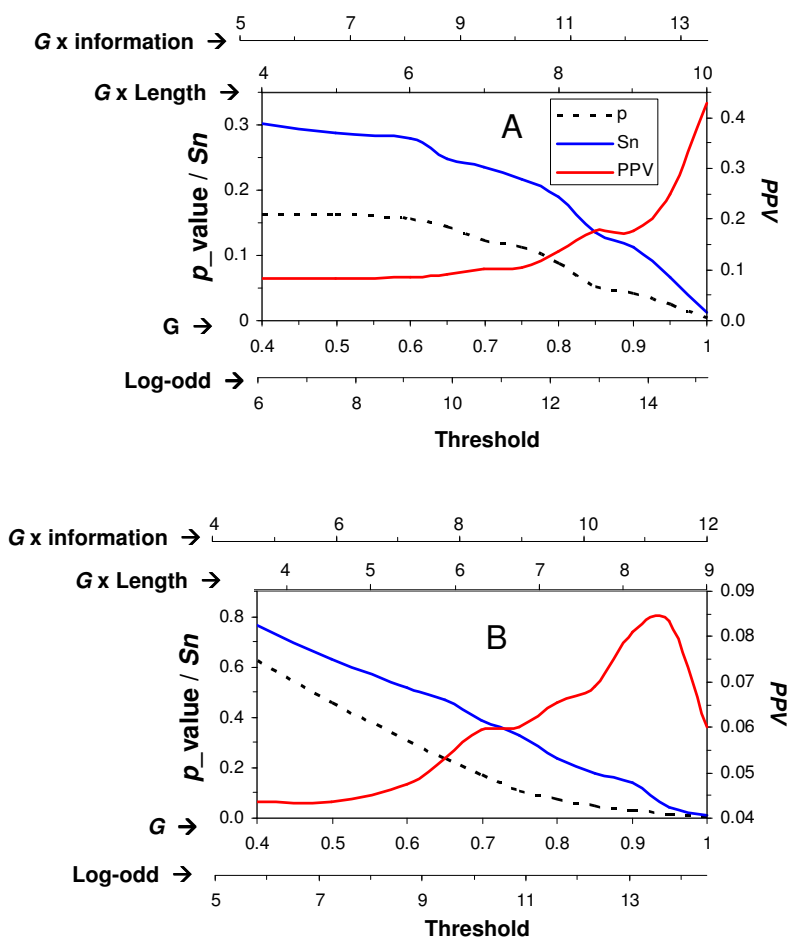 5 7 9 11 13
G x information →
4 6 8 10
G x Length →
A
p
Sn
PPV
0.3
0.2
0.1
0
p_value / Sn
0.4
0.3
0.2
0.1
0.0
PPV
G →
0.4 0.5 0.6 0.7 0.8 0.9 1
Log-odd →
6 8 10 12 14
Threshold
4 6 8 10 12
G x information →
4 5 6 7 8 9
G x Length →
B
0.8
0.6
0.4
0.2
0.0
p_value / Sn
0.09
0.08
0.07
0.06
0.05
0.04
PPV
G →
0.4 0.5 0.6 0.7 0.8 0.9 1
Log-odd →
5 7 9 11 13
Threshold